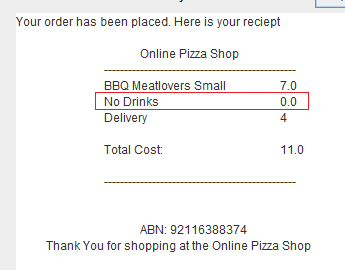 Your order has been placed. Here is your reciept
Online Pizza Shop
------------------------------------------------
BBQ Meatlovers Small 7.0
No Drinks 0.0
Delivery 4
Total Cost: 11.0
------------------------------------------------
ABN: 92116388374
Thank You for shopping at the Online Pizza Shop